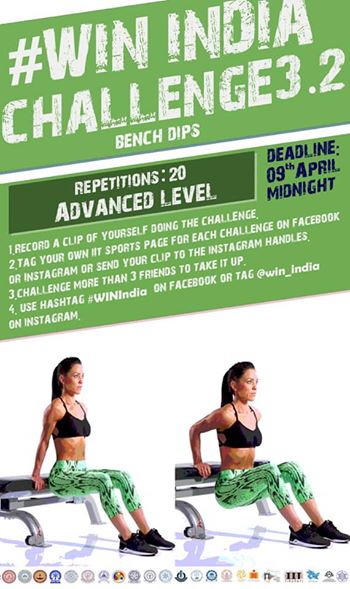 #WIN INDIA
CHALLENGE3.2
BENCH DIPS
REPETITIONS: 20
ADVANCED LEVEL
DEADLINE:
09th APRIL
MIDNIGHT
1.RECORD A CLIP OF YOURSELF DOING THE CHALLENGE.
2.TAG YOUR OWN IIT SPORTS PAGE FOR EACH CHALLENGE ON FACEBOOK
OR INSTAGRAM OR SEND YOUR CLIP TO THE INSTAGRAM HANDLES.
3.CHALLENGE MORE THAN 3 FRIENDS TO TAKE IT UP.
4. USE HASHTAG #WINIndia ON FACEBOOK OR TAG @win_india
ON INSTAGRAM.